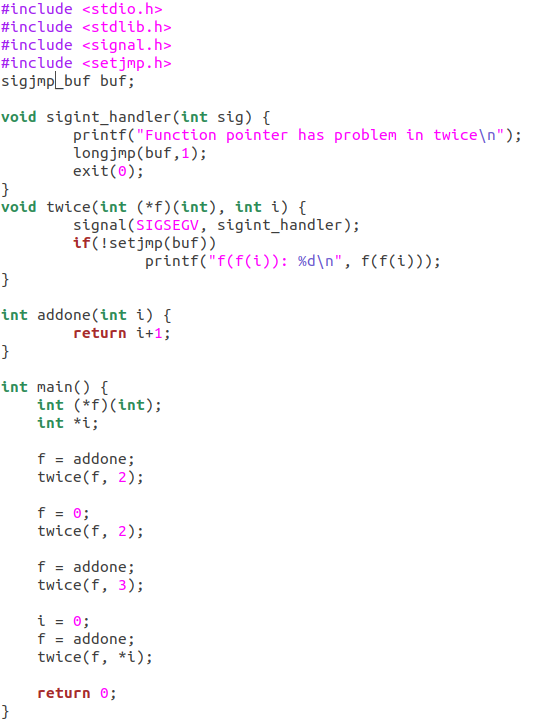 #include <stdio.h>
#include <stdlib.h>
#include <signal.h>
#include <setjmp.h>
sigjmp_buf buf;

void sigint_handler(int sig) {
        printf("Function pointer has problem in twice\n");
        longjmp(buf,1);
        exit(0);
}
void twice(int (*f)(int), int i) {
        signal(SIGSEGV, sigint_handler);
        if(!setjmp(buf))
                printf("f(f(i)): %d\n", f(f(i)));
}

int addone(int i) {
        return i+1;
}

int main() {
    int (*f)(int);
    int *i;

    f = addone;
    twice(f, 2);

    f = 0;
    twice(f, 2);

    f = addone;
    twice(f, 3);

    i = 0;
    f = addone;
    twice(f, *i);

    return 0;
}